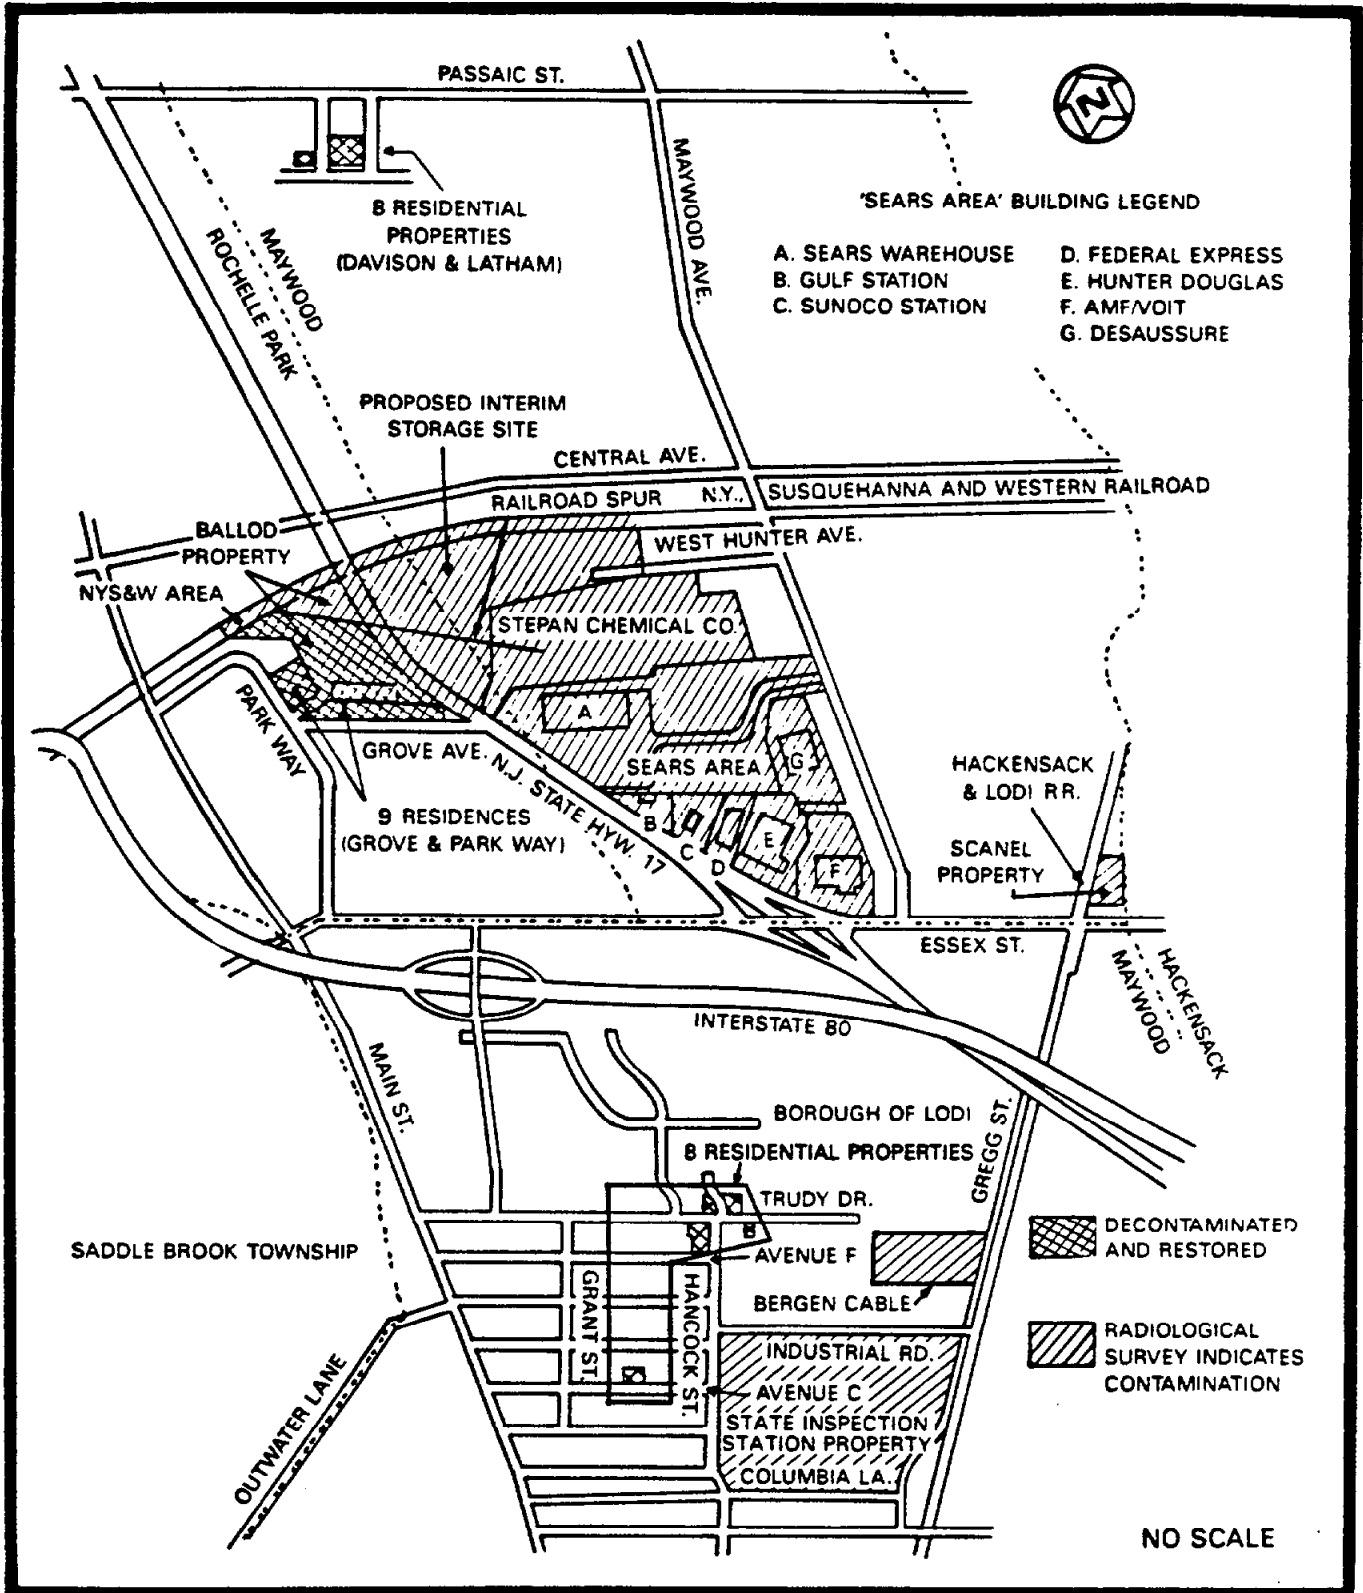 PASSAIC ST.
N
MAYWOOD AVE.
8 RESIDENTIAL
PROPERTIES
(DAVISON & LATHAM)
MAYWOOD
ROCHELLE PARK
'SEARS AREA' BUILDING LEGEND
A. SEARS WAREHOUSE
B. GULF STATION
C. SUNOCO STATION
D. FEDERAL EXPRESS
E. HUNTER DOUGLAS
F. AMF/VOIT
G. DESAUSSURE
PROPOSED INTERIM
STORAGE SITE
CENTRAL AVE.
RAILROAD SPUR
N.Y., SUSQUEHANNA AND WESTERN RAILROAD
BALLOD
PROPERTY
WEST HUNTER AVE.
NYS&W AREA
STEPAN CHEMICAL CO.
PARK WAY
A
GROVE AVE.
N.J. STATE HYW. 17
SEARS AREA
G
HACKENSACK
& LODI RR.
9 RESIDENCES
(GROVE & PARK WAY)
B
C
D
E
F
SCANEL
PROPERTY
ESSEX ST.
HACKENSACK
MAYWOOD
INTERSTATE 80
MAIN ST.
GREGG ST.
BOROUGH OF LODI
8 RESIDENTIAL PROPERTIES
TRUDY DR.
SADDLE BROOK TOWNSHIP
AVENUE F
DECONTAMINATED
AND RESTORED
GRANT ST.
HANCOCK ST.
BERGEN CABLE
INDUSTRIAL RD.
RADIOLOGICAL
SURVEY INDICATES
CONTAMINATION
OUTWATER LANE
AVENUE C
STATE INSPECTION
STATION PROPERTY
COLUMBIA LA.
NO SCALE